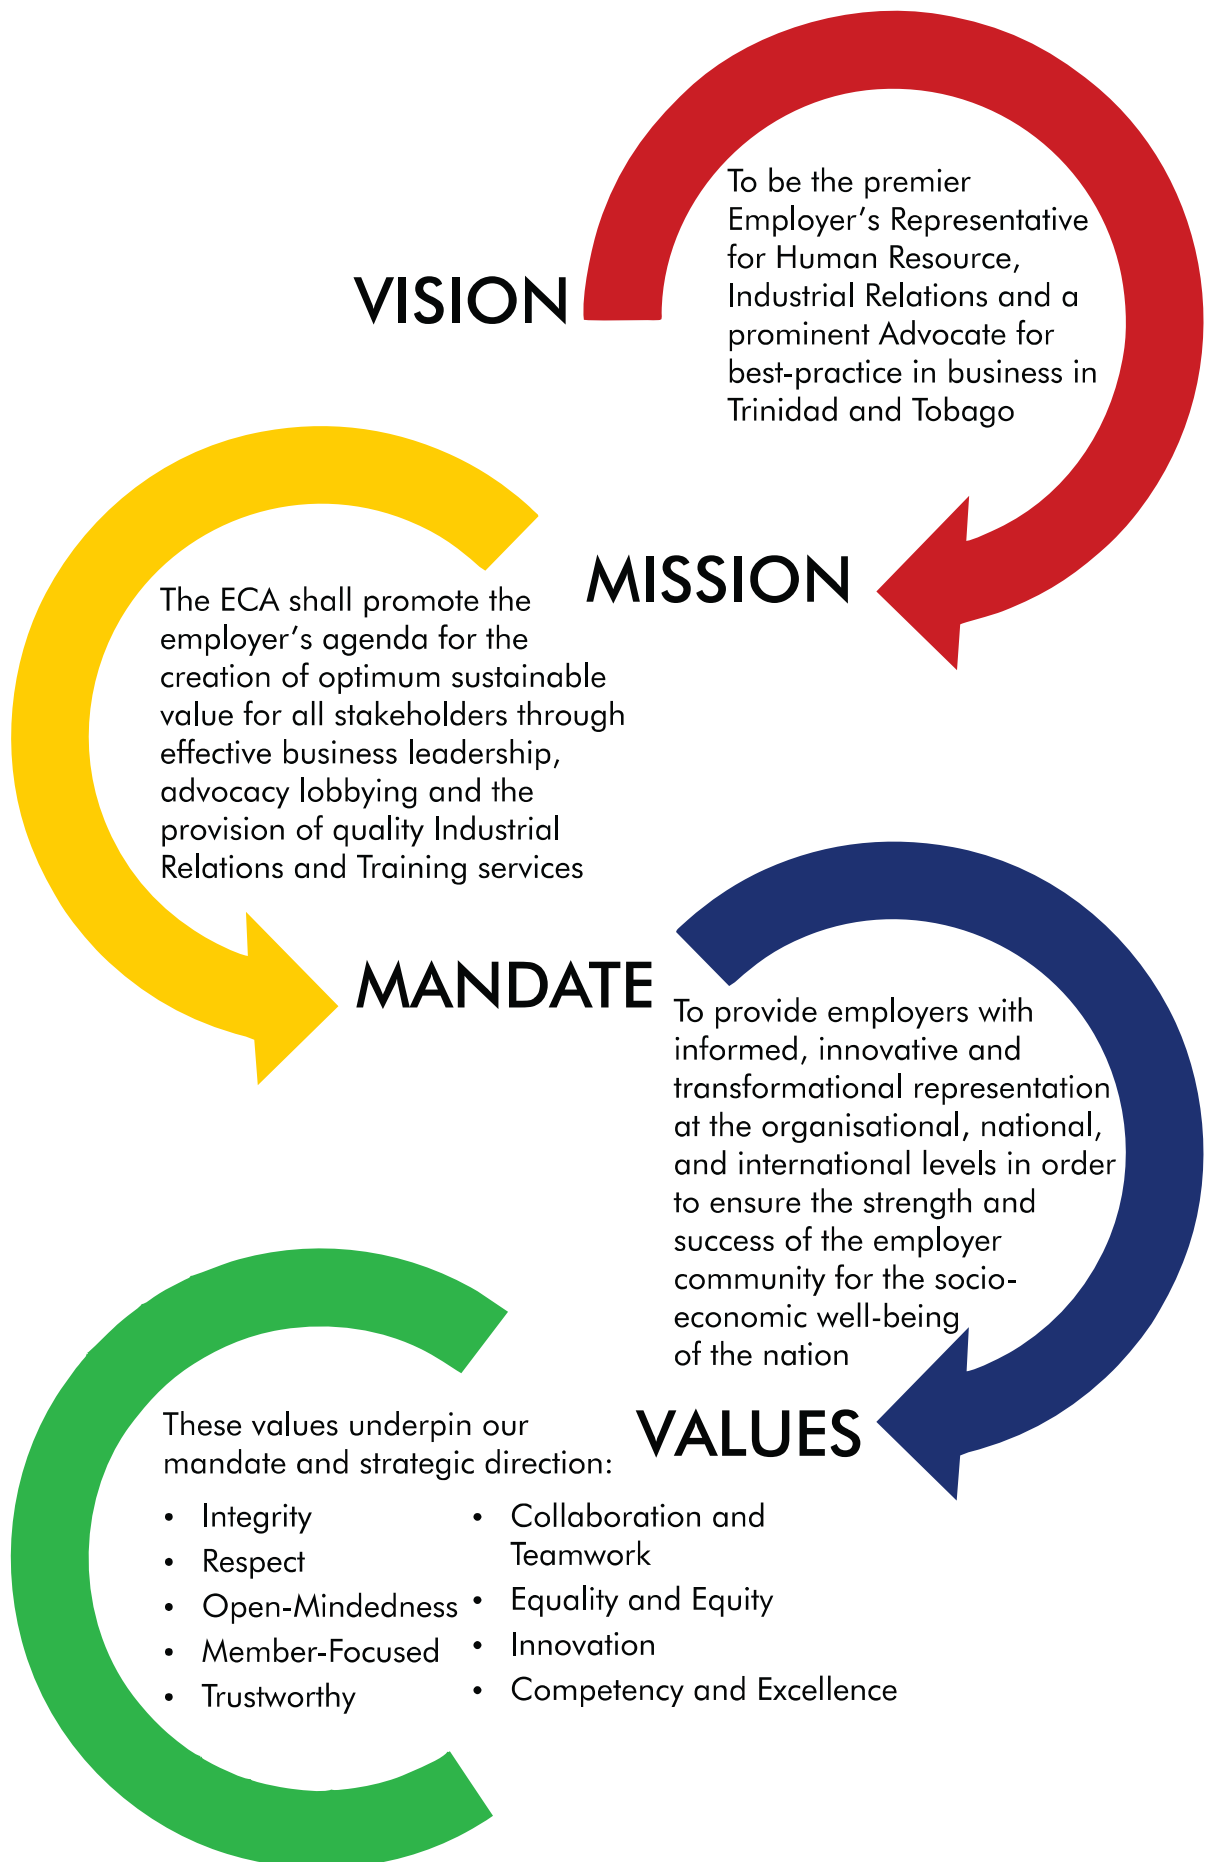 VISION
To be the premier
Employer's Representative
for Human Resource,
Industrial Relations and a
prominent Advocate for
best-practice in business in
Trinidad and Tobago
MISSION
The ECA shall promote the
employer's agenda for the
creation of optimum sustainable
value for all stakeholders through
effective business leadership,
advocacy lobbying and the
provision of quality Industrial
Relations and Training services
MANDATE
To provide employers with
informed, innovative and
transformational representation
at the organisational, national,
and international levels in order
to ensure the strength and
success of the employer
community for the socio-
economic well-being
of the nation
VALUES
These values underpin our
mandate and strategic direction:
• Integrity
• Respect
• Open-Mindedness
• Member-Focused
• Trustworthy
• Collaboration and
Teamwork
• Equality and Equity
• Innovation
• Competency and Excellence